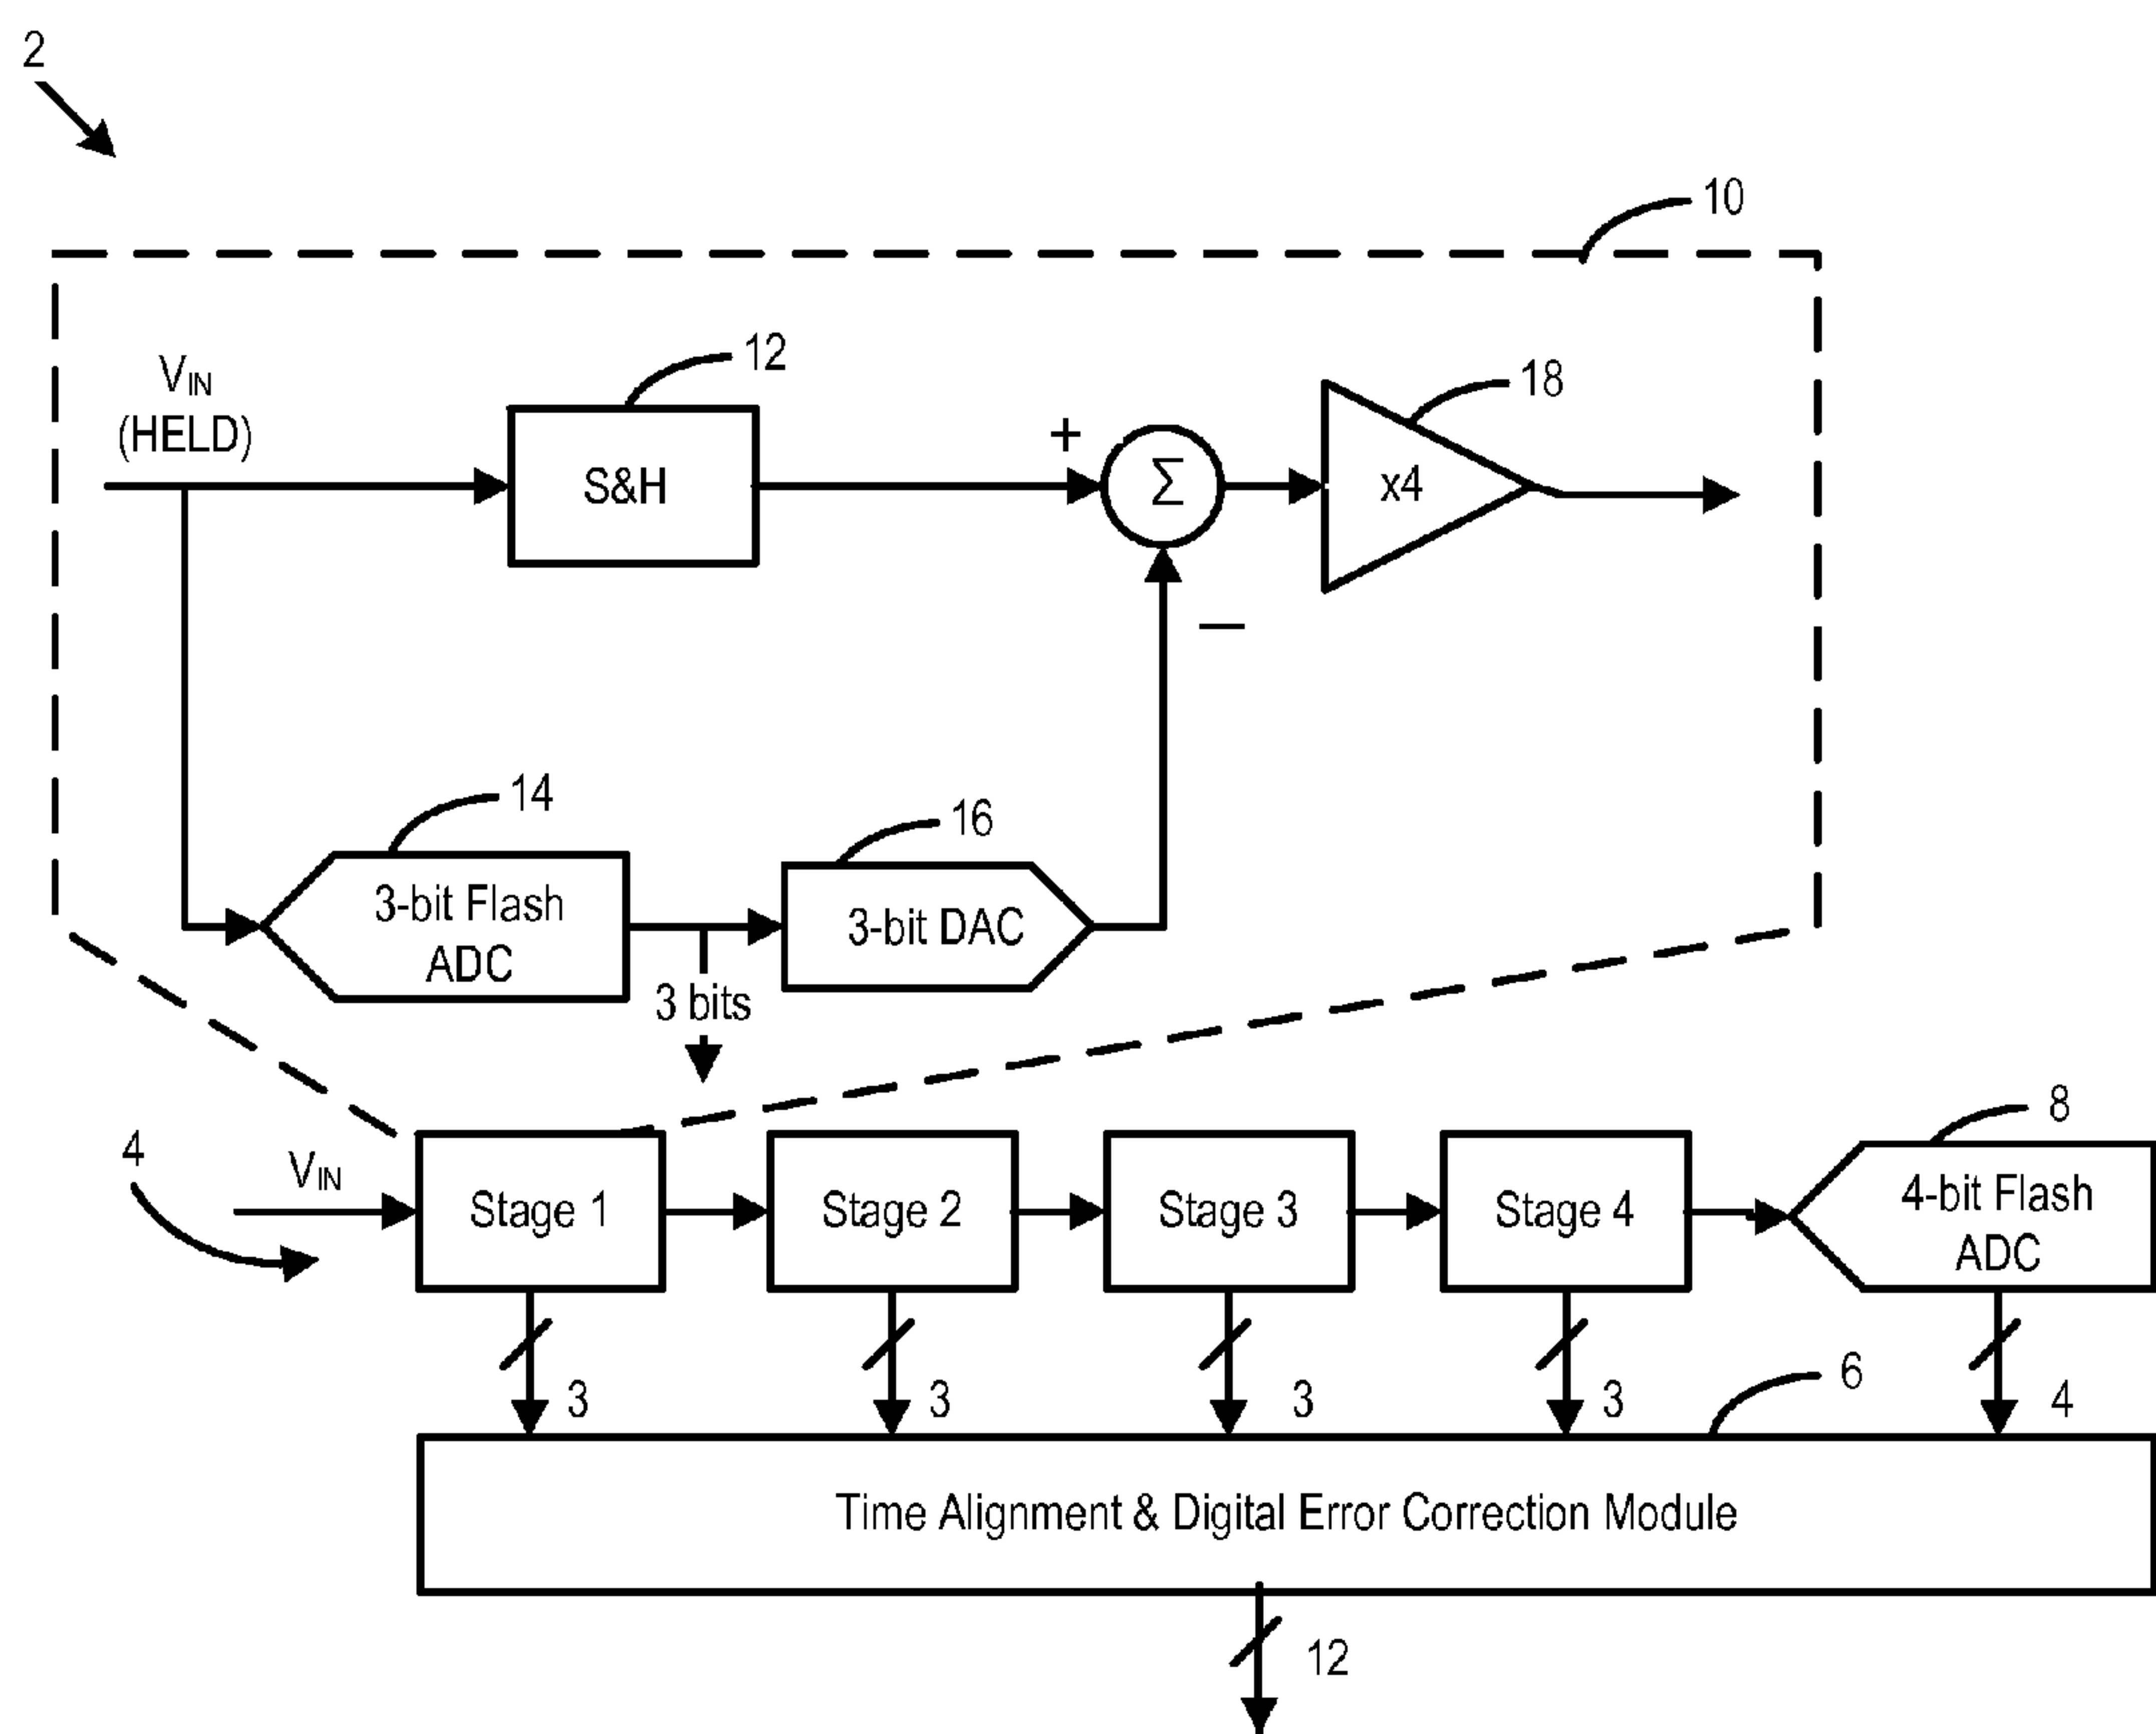 2
10
12
V_IN
(HELD)
S&H
+
Σ
—
x4
18
14
3-bit Flash
ADC
16
3-bit DAC
3 bits
4
V_IN
Stage 1
Stage 2
Stage 3
Stage 4
8
4-bit Flash
ADC
3
3
3
3
4
6
Time Alignment & Digital Error Correction Module
12